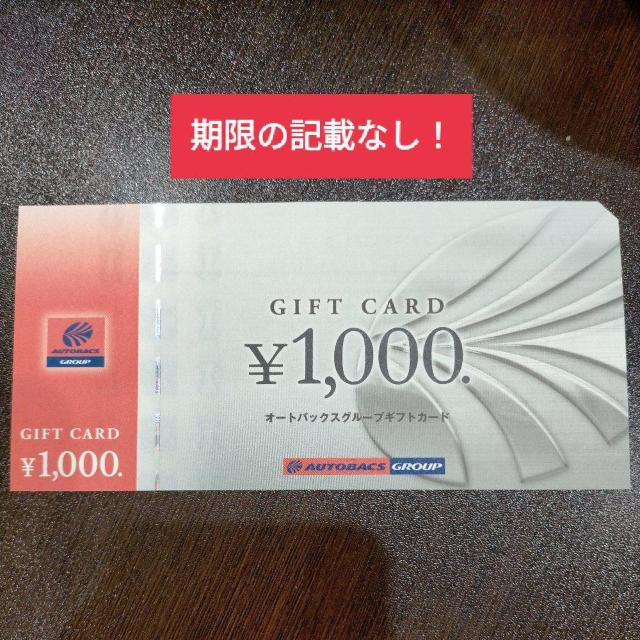 期限の記載なし！
GIFT CARD
¥1,000.
オートバックスグループギフトカード
AUTOBACS GROUP
AUTOBACS
GROUP
GIFT CARD
¥1,000.